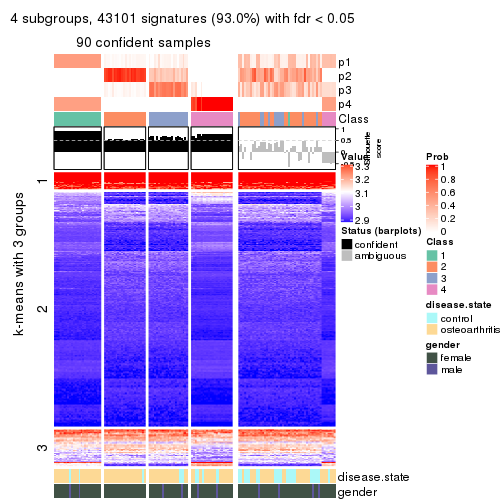 4 subgroups, 43101 signatures (93.0%) with fdr < 0.05
90 confident samples
p1
p2
p3
p4
Class
1
0.5
0
Silhouette
score
k-means with 3 groups
1
2
3
disease.state
gender
Value
3.3
3.2
3.1
3
2.9
Status (barplots)
confident
ambiguous
Prob
1
0.8
0.6
0.4
0.2
0
Class
1
2
3
4
disease.state
control
osteoarthritis
gender
female
male